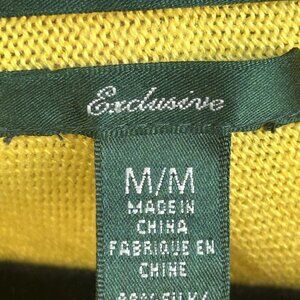 Exclusive
M/M
MADE IN
CHINA
FABRIQUE EN
CHINE